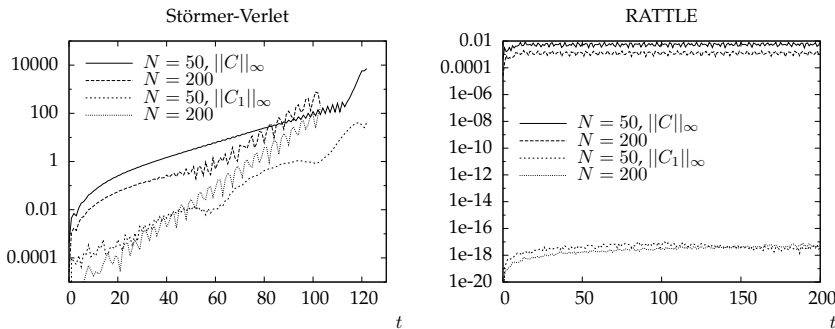 Störmer-Verlet
N = 50, ||C||∞
N = 200
N = 50, ||C₁||∞
N = 200
10000
100
1
0.01
0.0001
0
20
40
60
80
100
120
t
RATTLE
N = 50, ||C||∞
N = 200
N = 50, ||C₁||∞
N = 200
0.01
0.0001
1e-06
1e-08
1e-10
1e-12
1e-14
1e-16
1e-18
1e-20
0
50
100
150
200
t